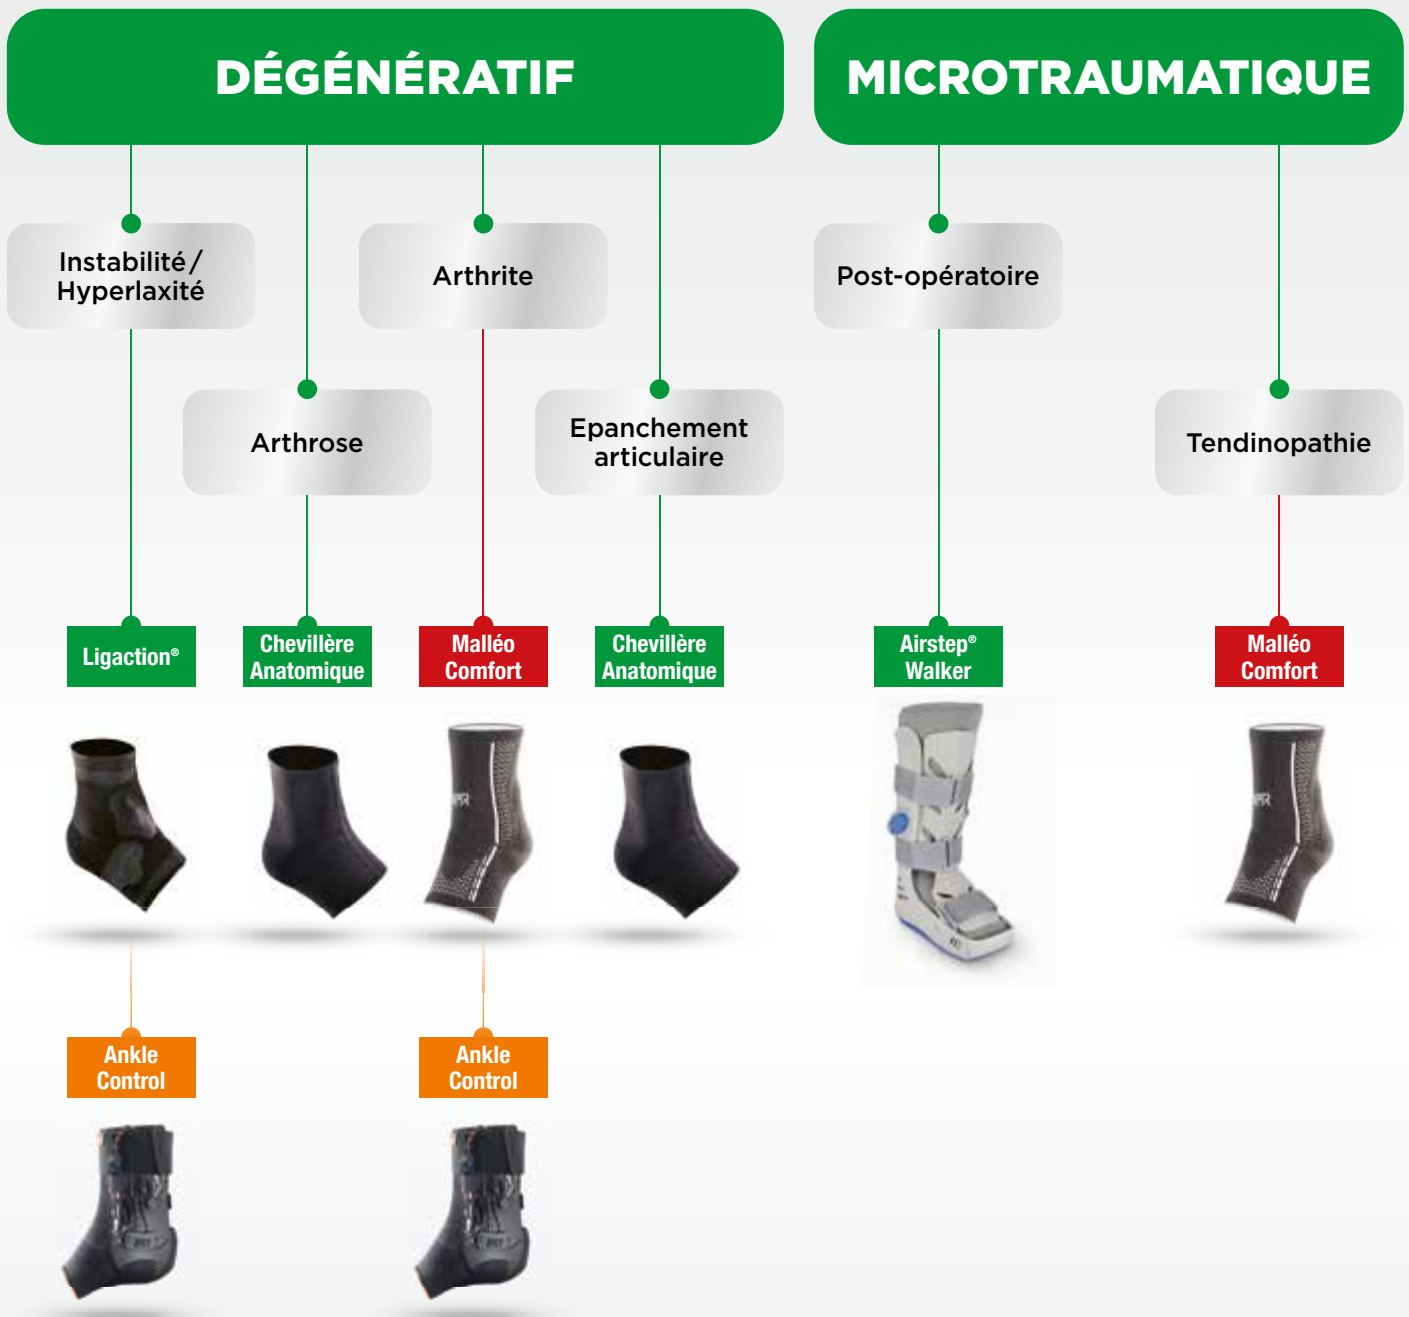 DÉGÉNÉRATIF
MICROTRAUMATIQUE
Instabilité/
Hyperlaxité
Arthrite
Post-opératoire
Arthrose
Epanchement
articulaire
Tendinopathie
Ligaction®
Chevillère
Anatomique
Malléo
Comfort
Chevillère
Anatomique
Airstep®
Walker
Malléo
Comfort
Ankle
Control
Ankle
Control